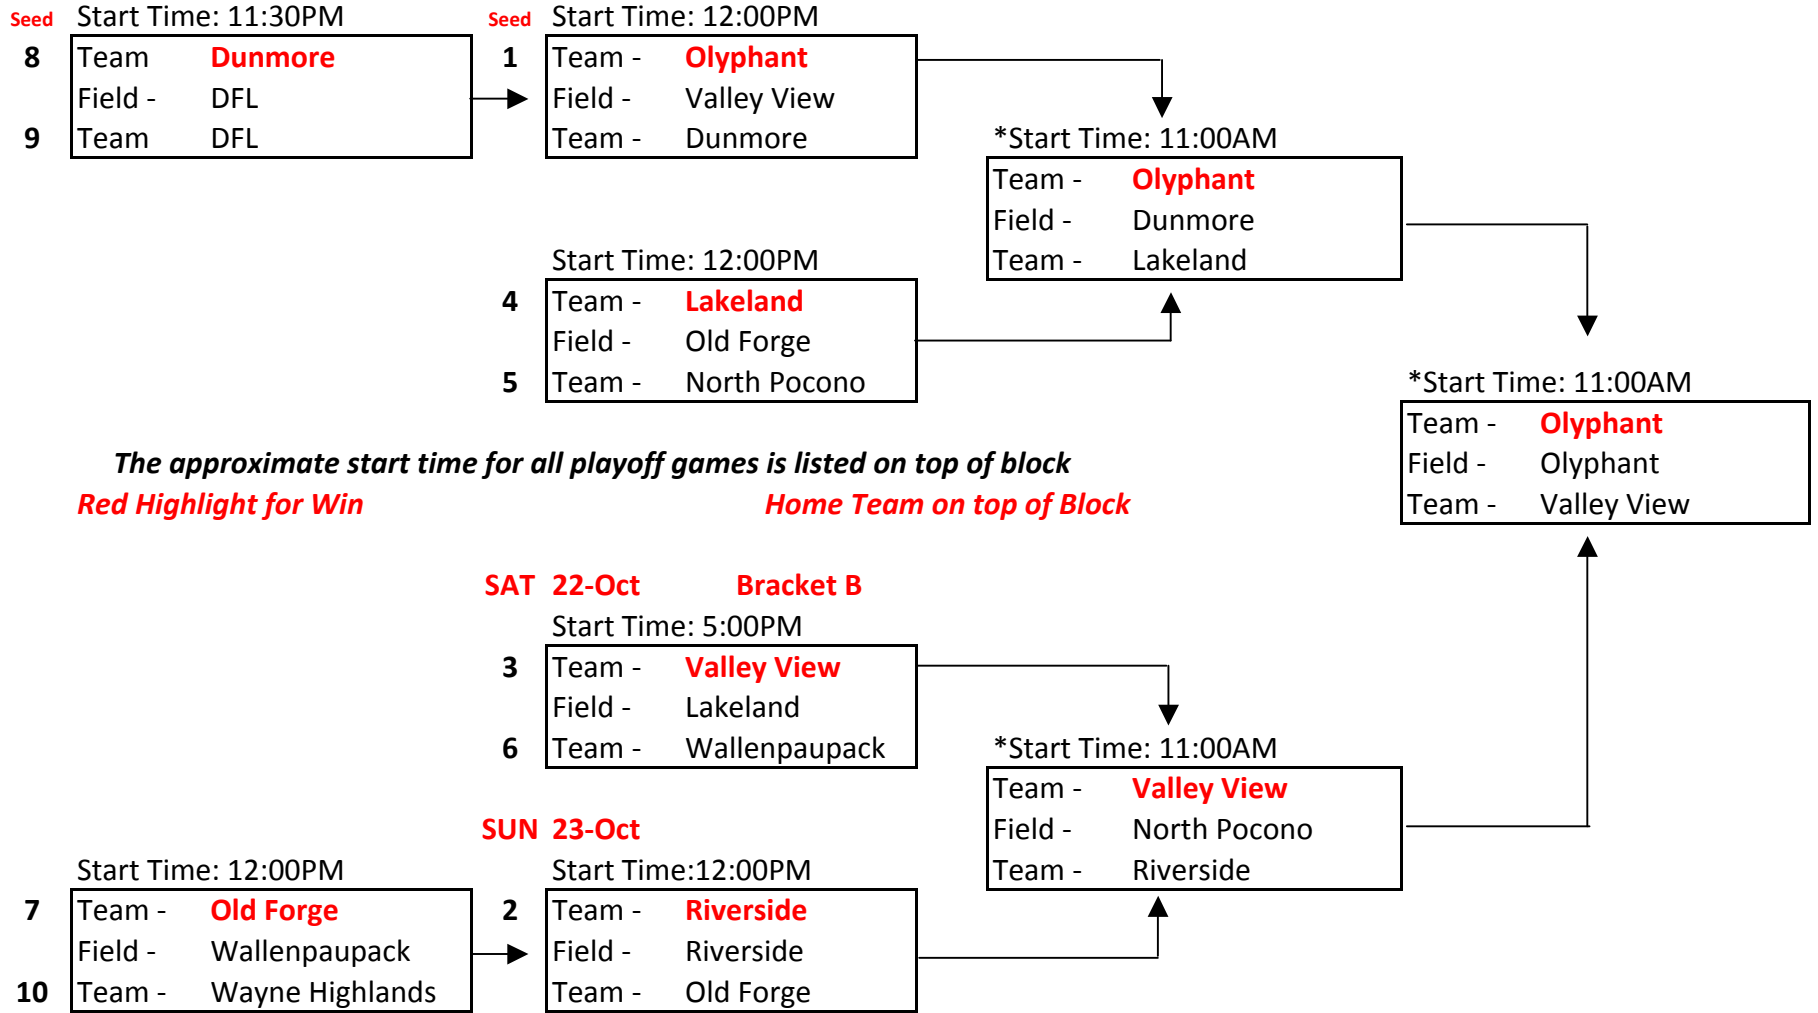 Seed Start Time: 11:30PM Seed Start Time: 12:00PM
8 Team Dunmore 1 Team - Olyphant
Field - DFL Field - Valley View
9 Team DFL Team - Dunmore *Start Time: 11:00AM
Team - Olyphant
Field - Dunmore
Start Time: 12:00PM Team - Lakeland
4 Team - Lakeland
Field - Old Forge
5 Team - North Pocono *Start Time: 11:00AM
Team - Olyphant
The approximate start time for all playoff games is listed on top of block Field - Olyphant
Red Highlight for Win Home Team on top of Block Team - Valley View
SAT 22-Oct Bracket B
Start Time: 5:00PM
3 Team - Valley View
Field - Lakeland
6 Team - Wallenpaupack *Start Time: 11:00AM
Team - Valley View
SUN 23-Oct Field - North Pocono
Start Time: 12:00PM Start Time:12:00PM Team - Riverside
7 Team - Old Forge 2 Team - Riverside
Field - Wallenpaupack Field - Riverside
10 Team - Wayne Highlands Team - Old Forge